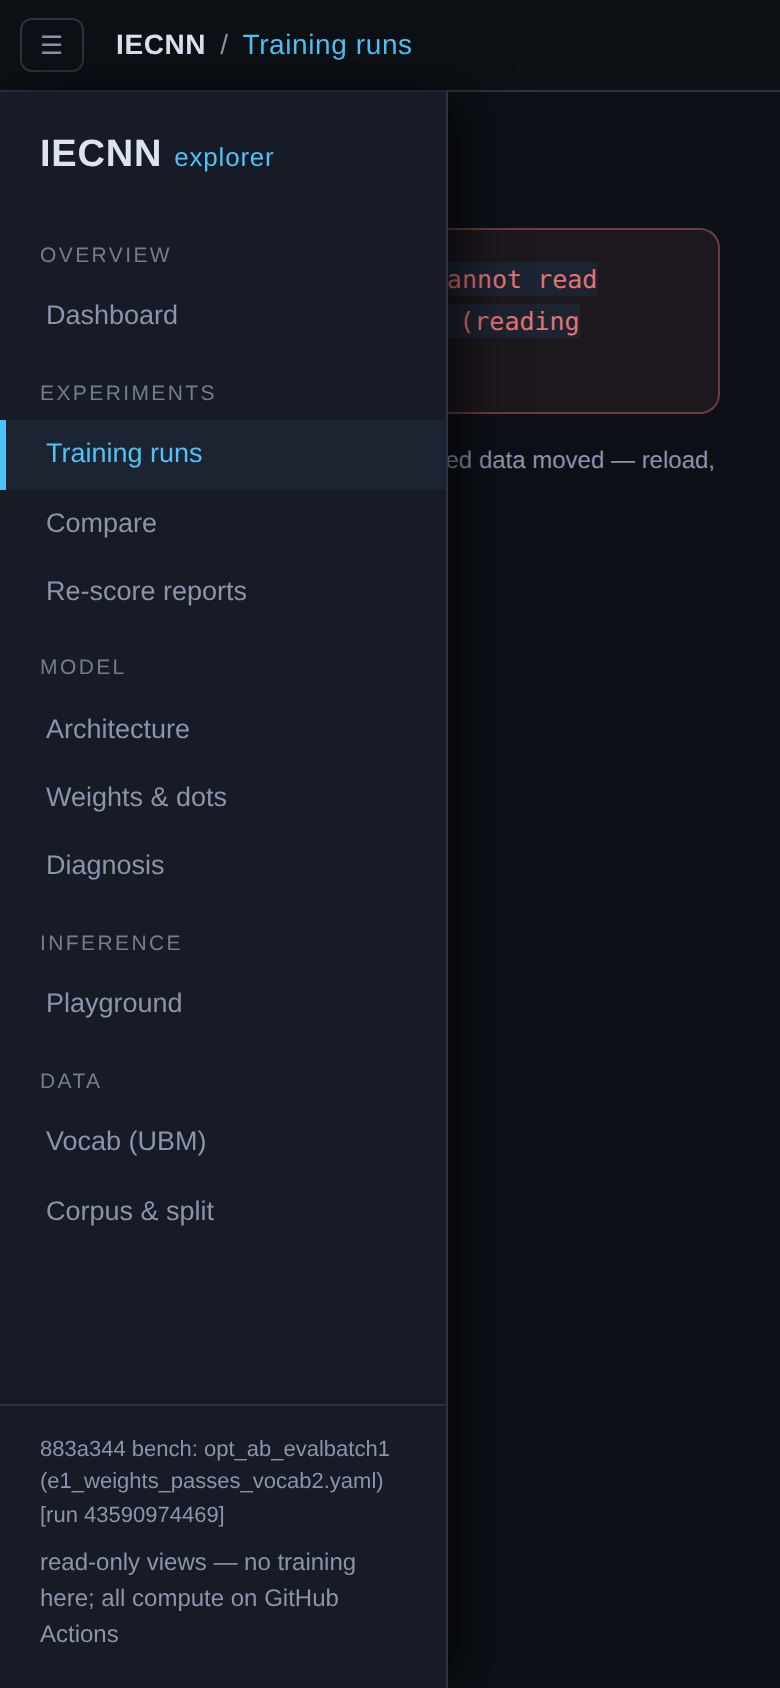 ☰ IECNN / Training runs
IECNN explorer
OVERVIEW
Dashboard
EXPERIMENTS
Training runs
Compare
Re-score reports
MODEL
Architecture
Weights & dots
Diagnosis
INFERENCE
Playground
DATA
Vocab (UBM)
Corpus & split
883a344 bench: opt_ab_evalbatch1
(e1_weights_passes_vocab2.yaml)
[run 43590974469]
read-only views — no training
here; all compute on GitHub
Actions
annot read
(reading
ed data moved — reload,